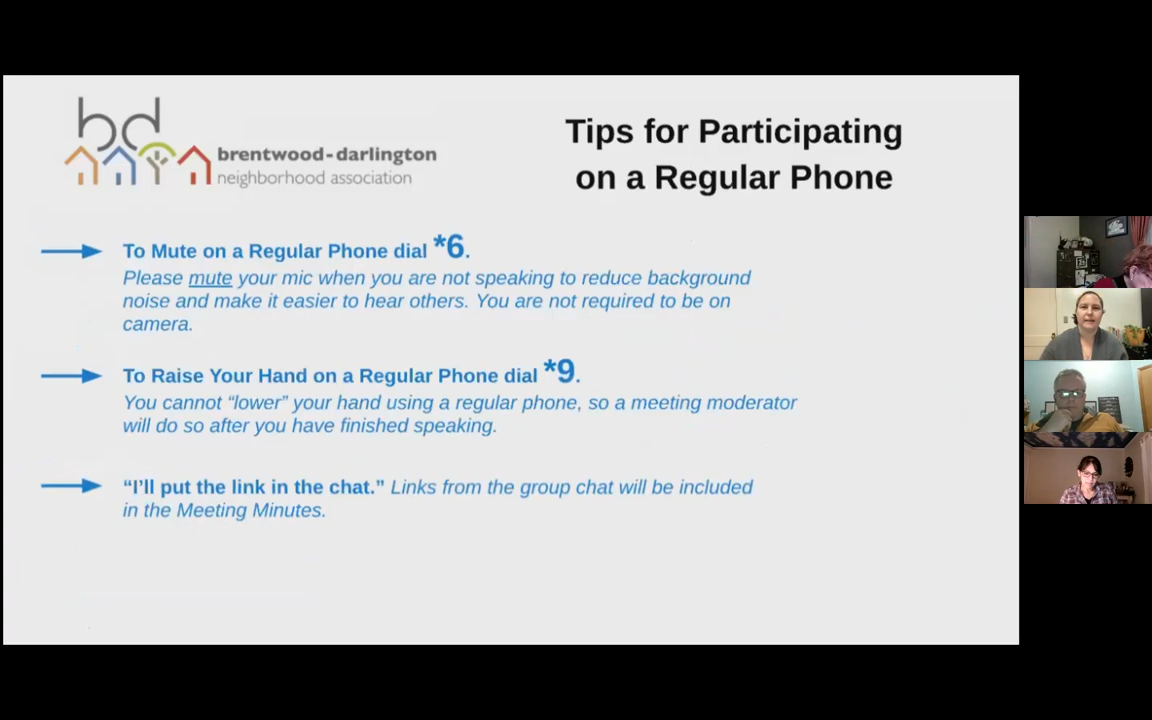 bd
brentwood-darlington
neighborhood association
Tips for Participating
on a Regular Phone
To Mute on a Regular Phone dial *6.
Please mute your mic when you are not speaking to reduce background
noise and make it easier to hear others. You are not required to be on
camera.
To Raise Your Hand on a Regular Phone dial *9.
You cannot “lower” your hand using a regular phone, so a meeting moderator
will do so after you have finished speaking.
“I’ll put the link in the chat.” Links from the group chat will be included
in the Meeting Minutes.